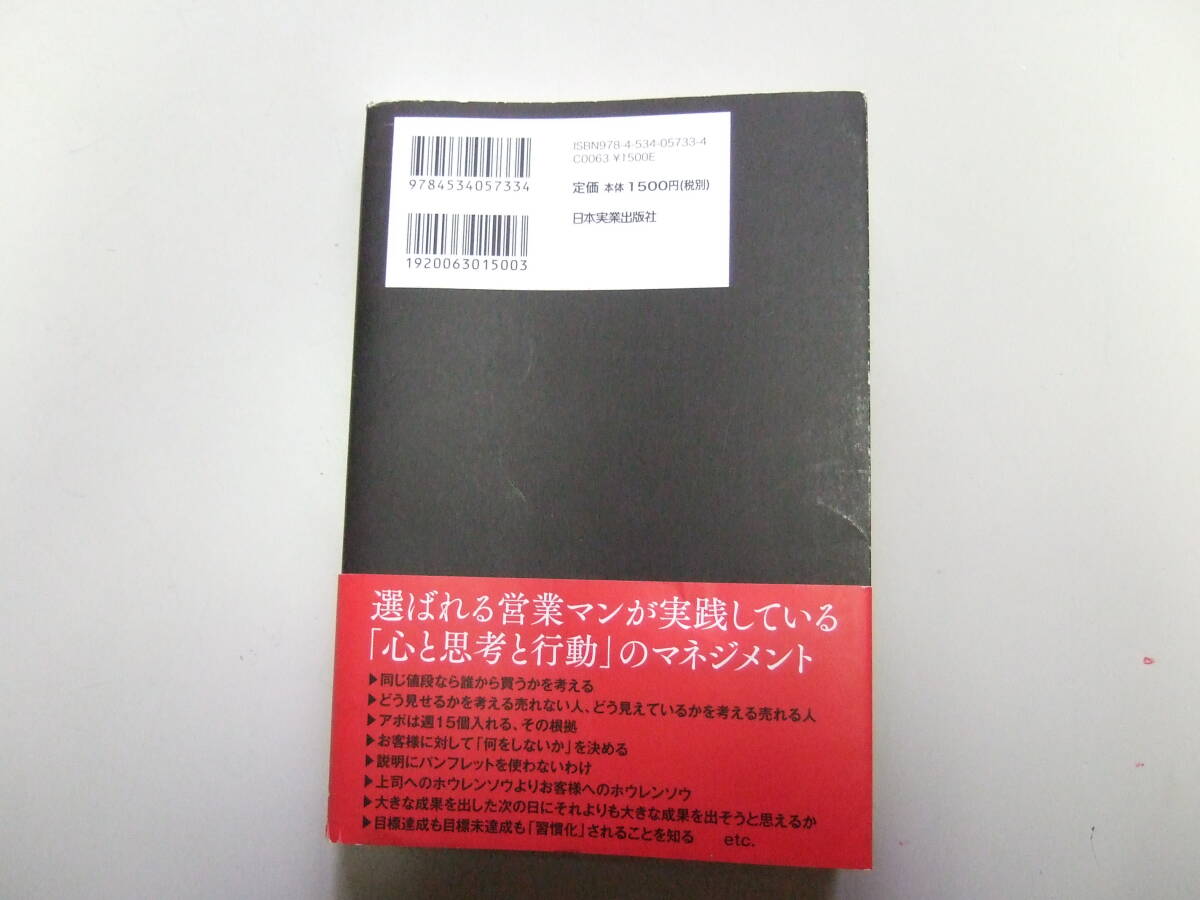 9784534057334
1920063015003
ISBN978-4-534-05733-4
C0063 ¥1500E
定価 本体1500円(税別)
日本実業出版社
選ばれる営業マンが実践している
「心と思考と行動」のマネジメント
▶同じ値段なら誰から買うかを考える
▶どう見せるかを考える売れない人、どう見えているかを考える売れる人
▶アポは週15個入れる、その根拠
▶お客様に対して「何をしないか」を決める
▶説明にパンフレットを使わないわけ
▶上司へのホウレンソウよりお客様へのホウレンソウ
▶大きな成果を出した次の日にそれよりも大きな成果を出そうと思えるか
▶目標達成も目標未達成も「習慣化」されることを知る etc.